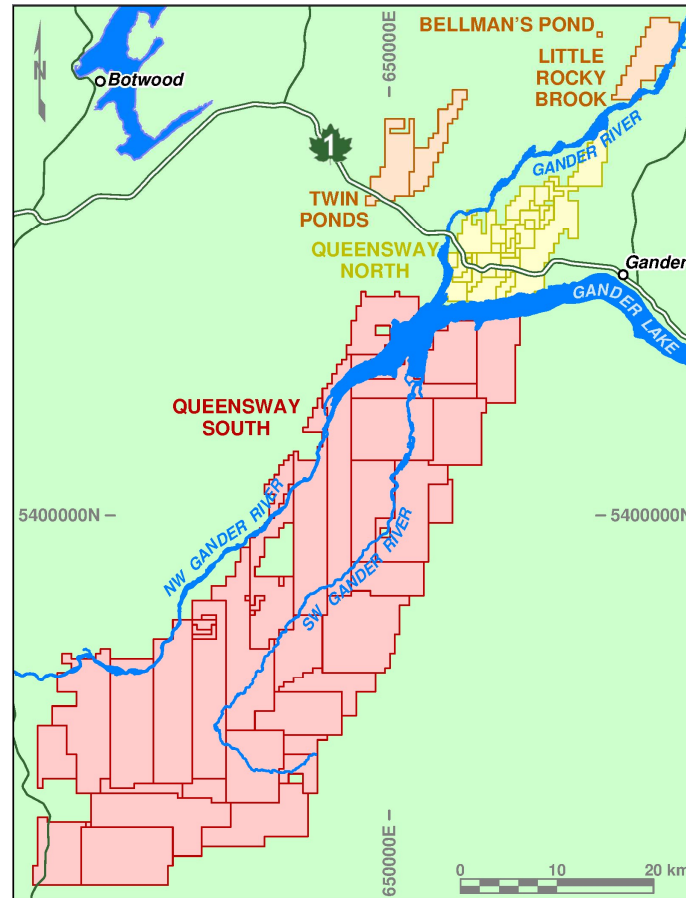 N
Botwood
650000E
BELLMAN'S POND
LITTLE
ROCKY
BROOK
1
GANDER RIVER
TWIN
PONDS
QUEENSWAY
NORTH
Gander
GANDER LAKE
QUEENSWAY
SOUTH
NW GANDER RIVER
5400000N
5400000N
SW GANDER RIVER
650000E
0 10 20 km